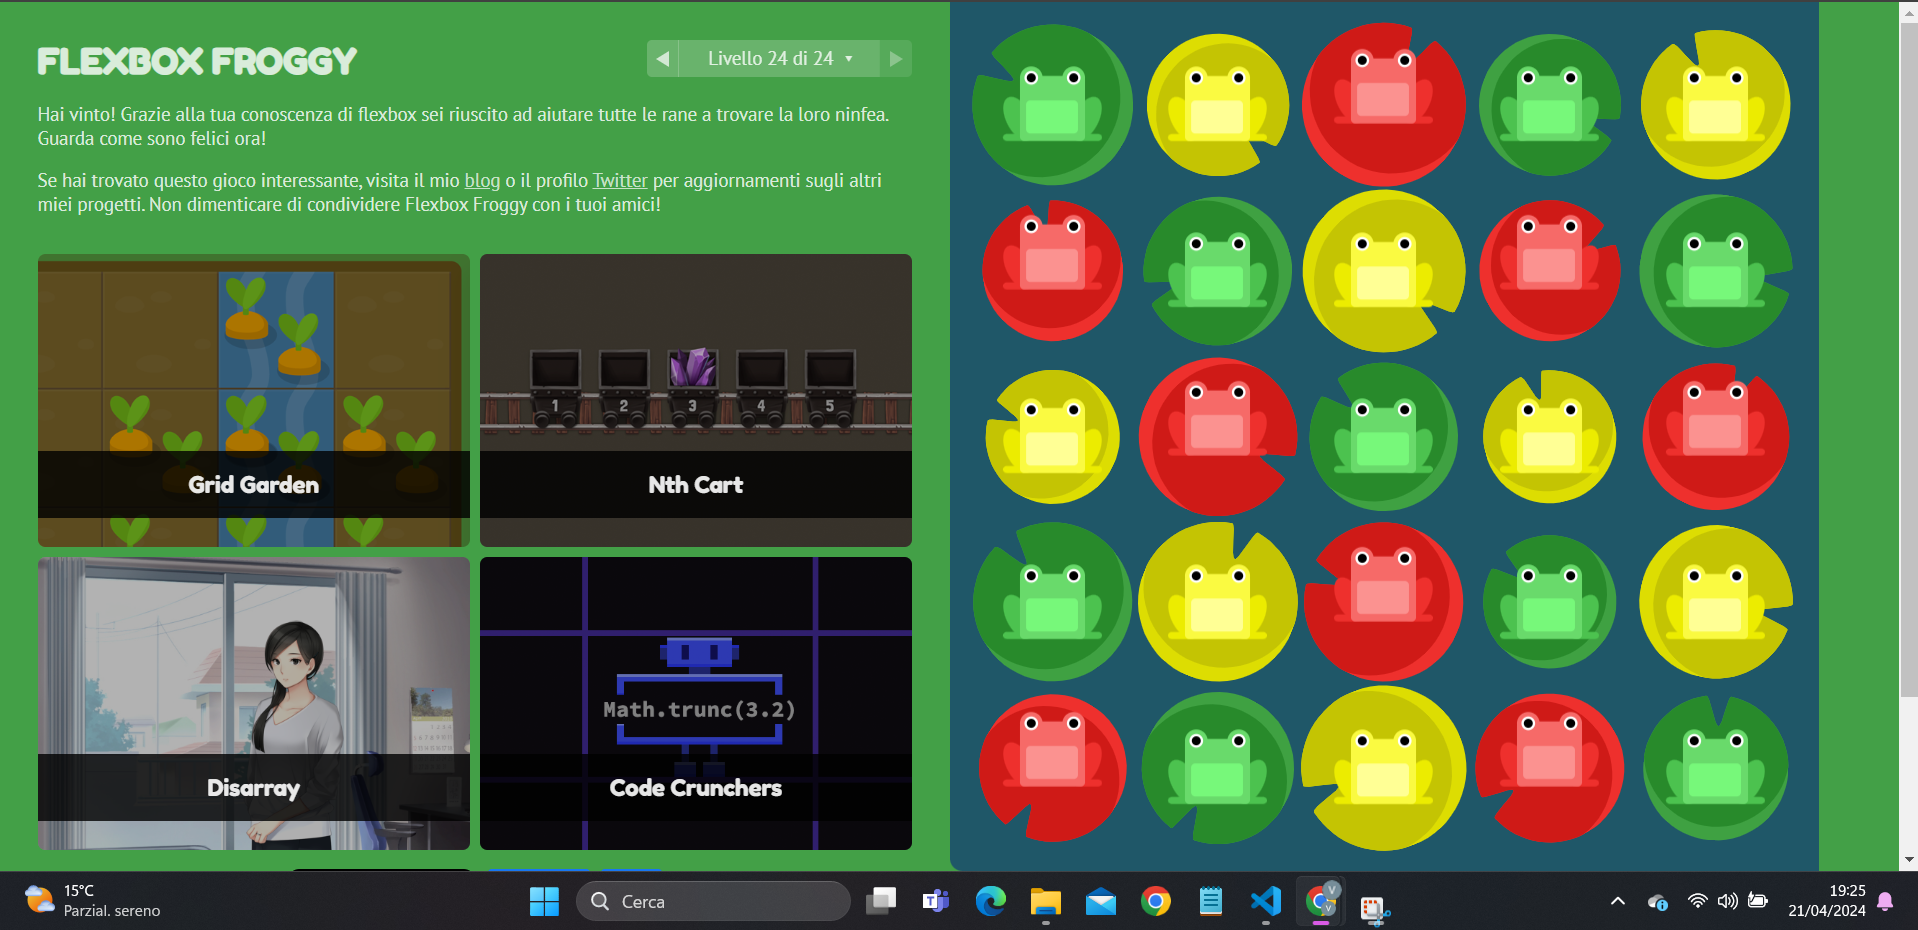 FLEXBOX FROGGY
Livello 24 di 24
Hai vinto! Grazie alla tua conoscenza di flexbox sei riuscito ad aiutare tutte le rane a trovare la loro ninfea.
Guarda come sono felici ora!
Se hai trovato questo gioco interessante, visita il mio blog o il profilo Twitter per aggiornamenti sugli altri
miei progetti. Non dimenticare di condividere Flexbox Froggy con i tuoi amici!
Grid Garden
1 2 3 4 5
Nth Cart
Disarray
Math.trunc(3.2)
Code Crunchers
15°C
Parzial. sereno
Cerca
19:25
21/04/2024